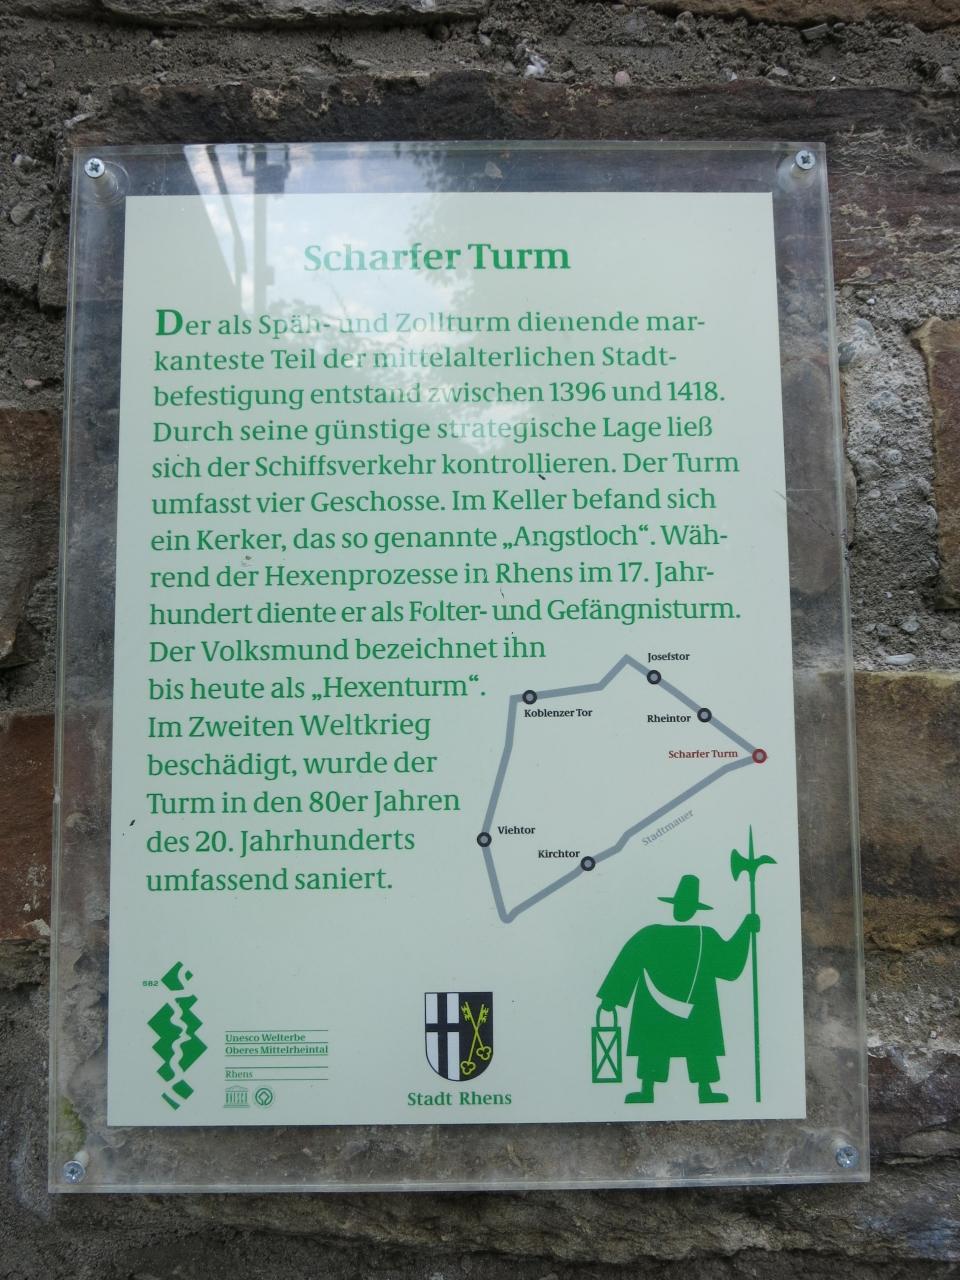 Scharfer Turm
Der als Späh- und Zollturm dienende mar-
kanteste Teil der mittelalterlichen Stadt-
befestigung entstand zwischen 1396 und 1418.
Durch seine günstige strategische Lage ließ
sich der Schiffsverkehr kontrollieren. Der Turm
umfasst vier Geschosse. Im Keller befand sich
ein Kerker, das so genannte „Angstloch“. Wäh-
rend der Hexenprozesse in Rhens im 17. Jahr-
hundert diente er als Folter- und Gefängnisturm.
Der Volksmund bezeichnet ihn
bis heute als „Hexenturm“.
Im Zweiten Weltkrieg
beschädigt, wurde der
Turm in den 80er Jahren
des 20. Jahrhunderts
umfassend saniert.
Josefstor
Koblenzer Tor
Rheintor
Scharfer Turm
Viehtor
Stadtmauer
Kirchtor
582
Unesco Welterbe
Oberes Mittelrheintal
Rhens
UNESCO
Stadt Rhens